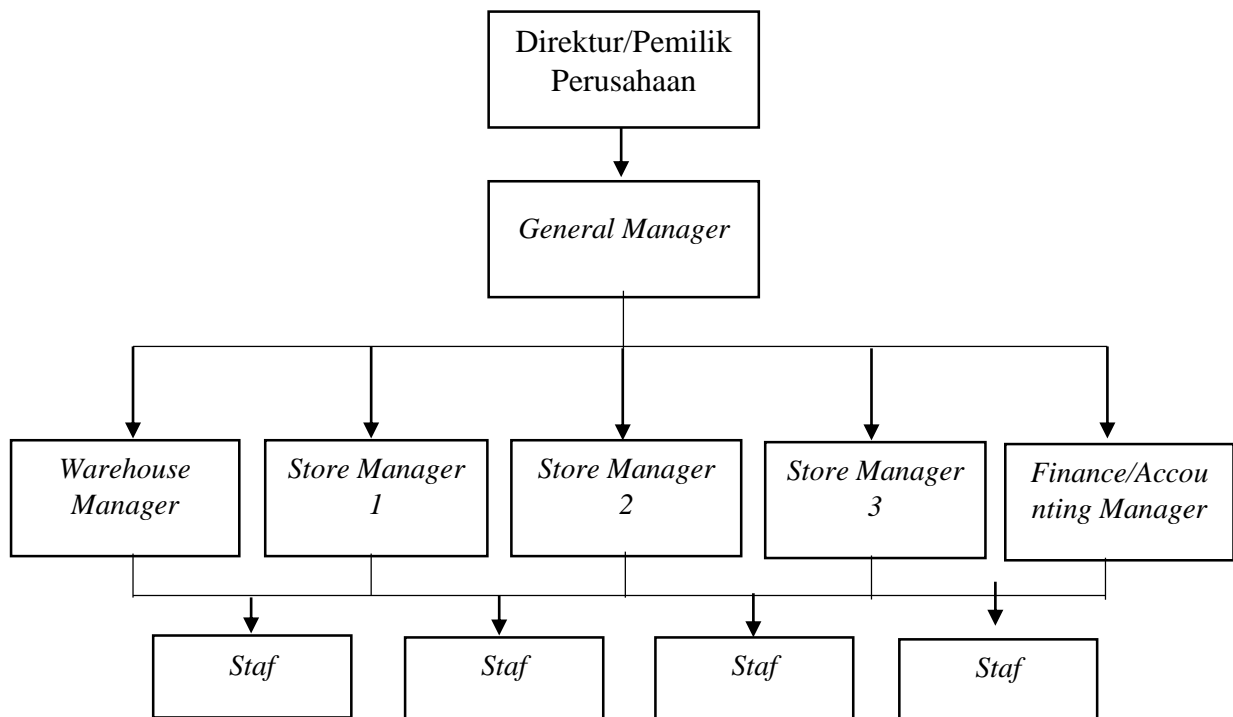 Direktur/Pemilik
Perusahaan
General Manager
Warehouse
Manager
Store Manager
1
Store Manager
2
Store Manager
3
Finance/Accou
nting Manager
Staf
Staf
Staf
Staf